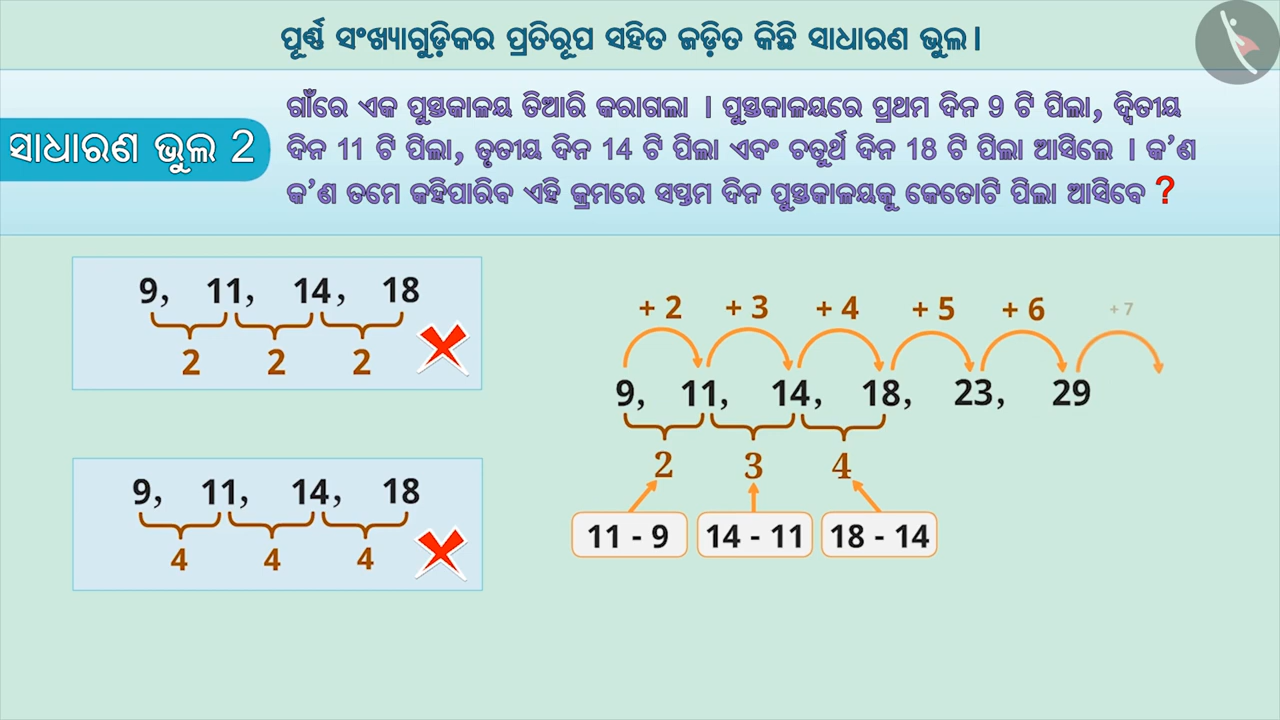 ପୂର୍ଣ୍ଣ ସଂଖ୍ୟାଗୁଡ଼ିକର ପ୍ରତିରୂପ ସହିତ ଜଡ଼ିତ କିଛି ସାଧାରଣ ଭୁଲ।
ସାଧାରଣ ଭୁଲ 2
ଗାଁରେ ଏକ ପୁସ୍ତକାଳୟ ତିଆରି କରାଗଲା । ପୁସ୍ତକାଳୟରେ ପ୍ରଥମ ଦିନ 9 ଟି ପିଲା, ଦ୍ୱିତୀୟ
ଦିନ 11 ଟି ପିଲା, ତୃତୀୟ ଦିନ 14 ଟି ପିଲା ଏବଂ ଚତୁର୍ଥ ଦିନ 18 ଟି ପିଲା ଆସିଲେ । କ'ଣ
କ'ଣ ତମେ କହିପାରିବ ଏହି କ୍ରମରେ ସପ୍ତମ ଦିନ ପୁସ୍ତକାଳୟକୁ କେତୋଟି ପିଲା ଆସିବେ ?
9, 11, 14, 18
2 2 2
9, 11, 14, 18
4 4 4
+ 2 + 3 + 4 + 5 + 6 + 7
9, 11, 14, 18, 23, 29
2 3 4
11 - 9 14 - 11 18 - 14